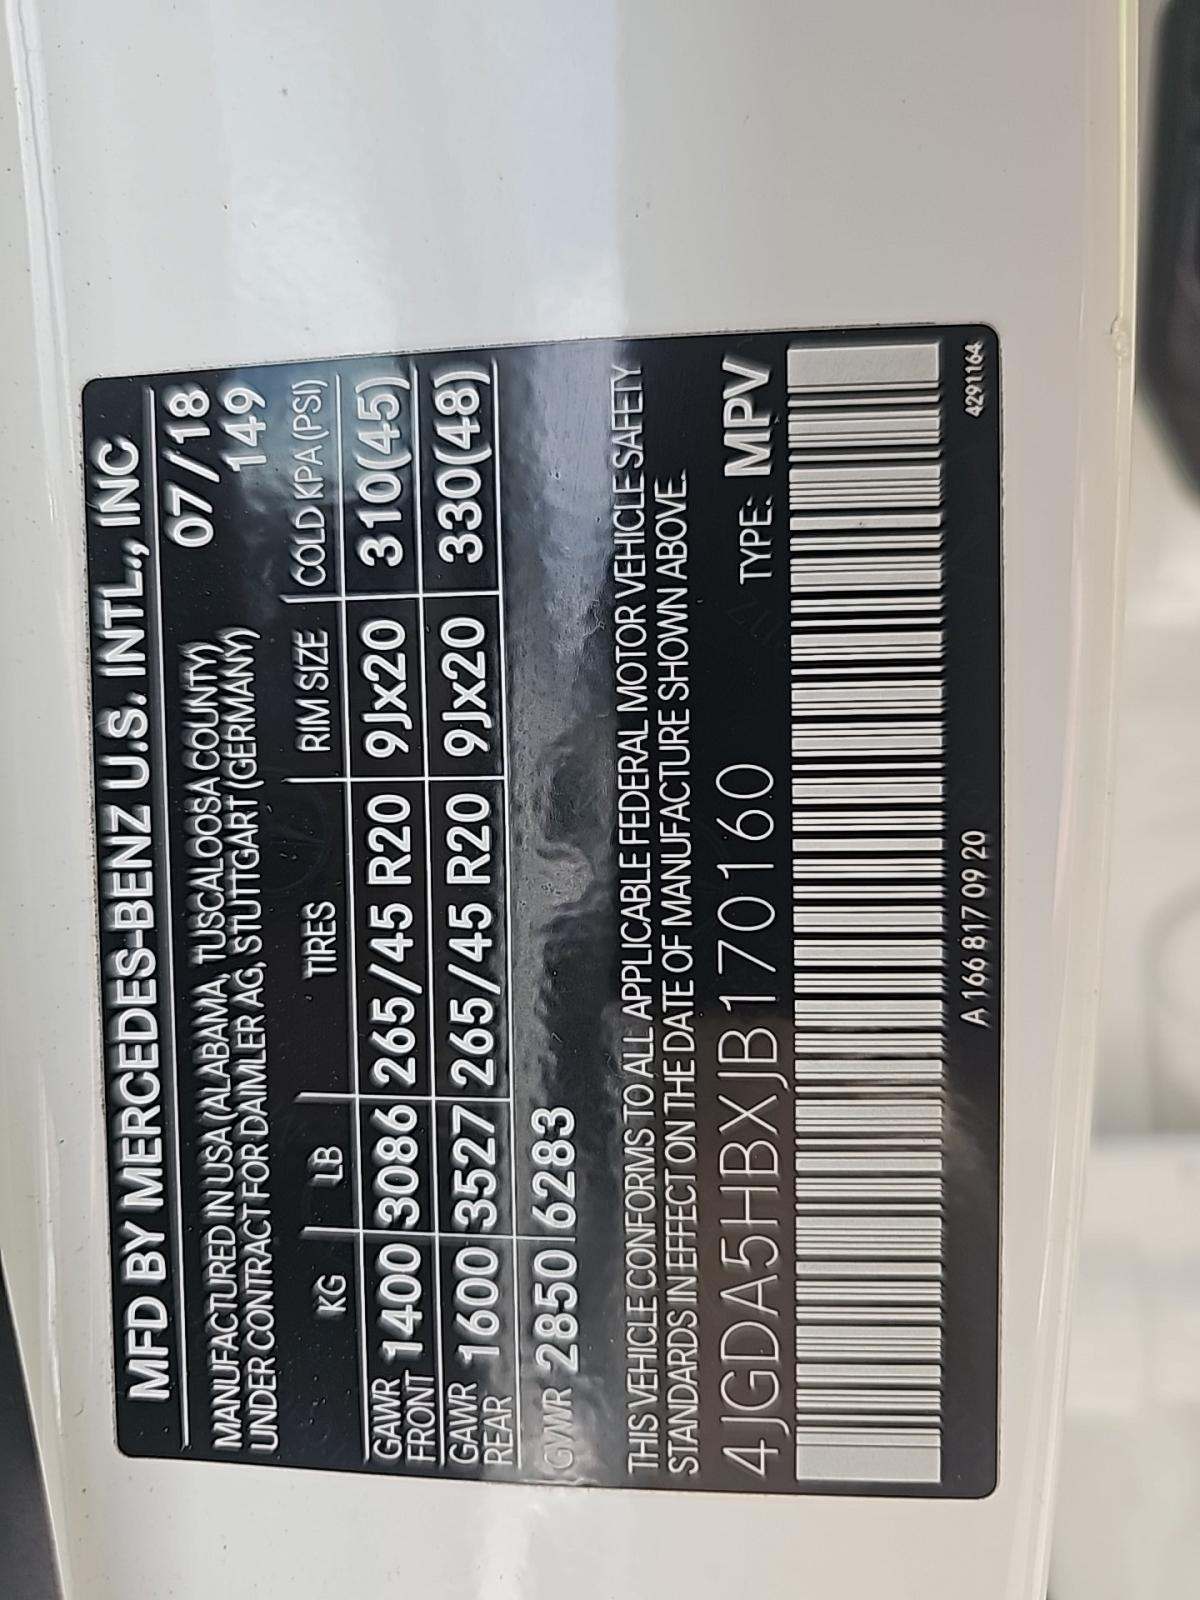 MFD BY MERCEDES-BENZ U.S. INTL., INC
07/18
MANUFACTURED IN USA (ALABAMA, TUSCALOOSA COUNTY) 149
UNDER CONTRACT FOR DAIMLER AG, STUTTGART (GERMANY)
KG LB TIRES RIM SIZE COLD KPA (PSI)
GAWR FRONT 1400 3086 265/45 R20 9Jx20 310(45)
GAWR REAR 1600 3527 265/45 R20 9Jx20 330(48)
GVWR 2850 6283
THIS VEHICLE CONFORMS TO ALL APPLICABLE FEDERAL MOTOR VEHICLE SAFETY
STANDARDS IN EFFECT ON THE DATE OF MANUFACTURE SHOWN ABOVE.
4JGDA5HBXJB170160 TYPE: MPV
A 166 817 09 20 4291164